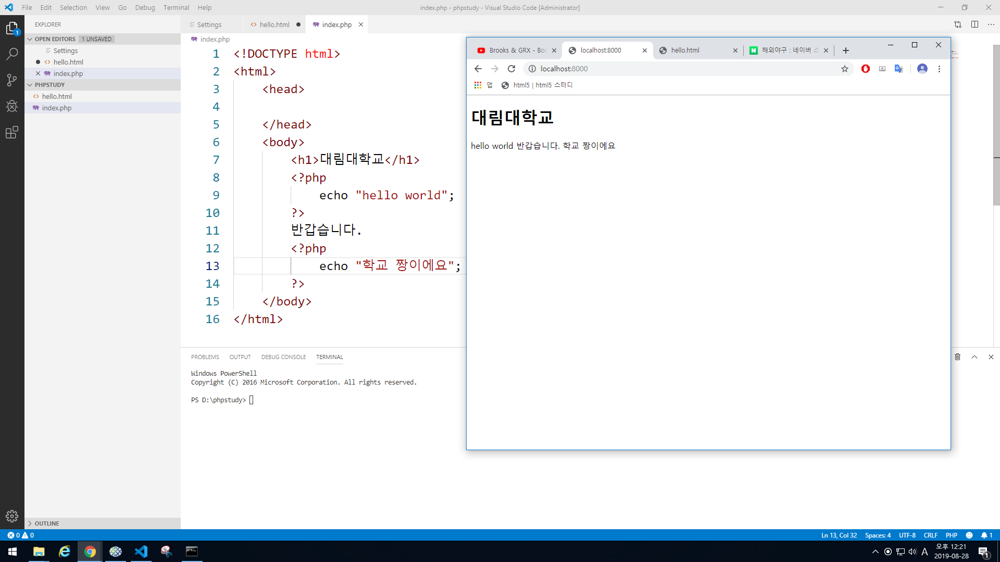 File Edit Selection View Go Debug Terminal Help
index.php - phpstudy - Visual Studio Code [Administrator]
EXPLORER
OPEN EDITORS 1 UNSAVED
Settings
hello.html
index.php
PHPSTUDY
hello.html
index.php
OUTLINE
Settings hello.html index.php
index.php
1 <!DOCTYPE html>
2 <html>
3 <head>
4
5 </head>
6 <body>
7 <h1>대림대학교</h1>
8 <?php
9 echo "hello world";
10 ?>
11 반갑습니다.
12 <?php
13 echo "학교 짱이에요";
14 ?>
15 </body>
16 </html>
PROBLEMS OUTPUT DEBUG CONSOLE TERMINAL
Windows PowerShell
Copyright (C) 2016 Microsoft Corporation. All rights reserved.
PS D:\phpstudy>
Brooks & GRX - Boo localhost:8000 hello.html 해외야구 : 네이버 스
localhost:8000
앱 html5 | html5 스터디
대림대학교
hello world 반갑습니다. 학교 짱이에요
1
0 0
Ln 13, Col 32 Spaces: 4 UTF-8 CRLF PHP 1
A 오후 12:21
2019-08-28
1